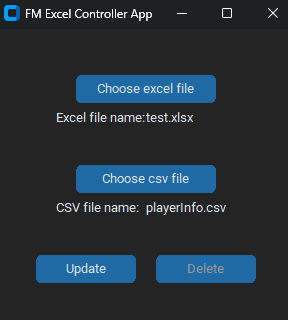 FM Excel Controller App
Choose excel file
Excel file name:test.xlsx
Choose csv file
CSV file name: playerInfo.csv
Update Delete